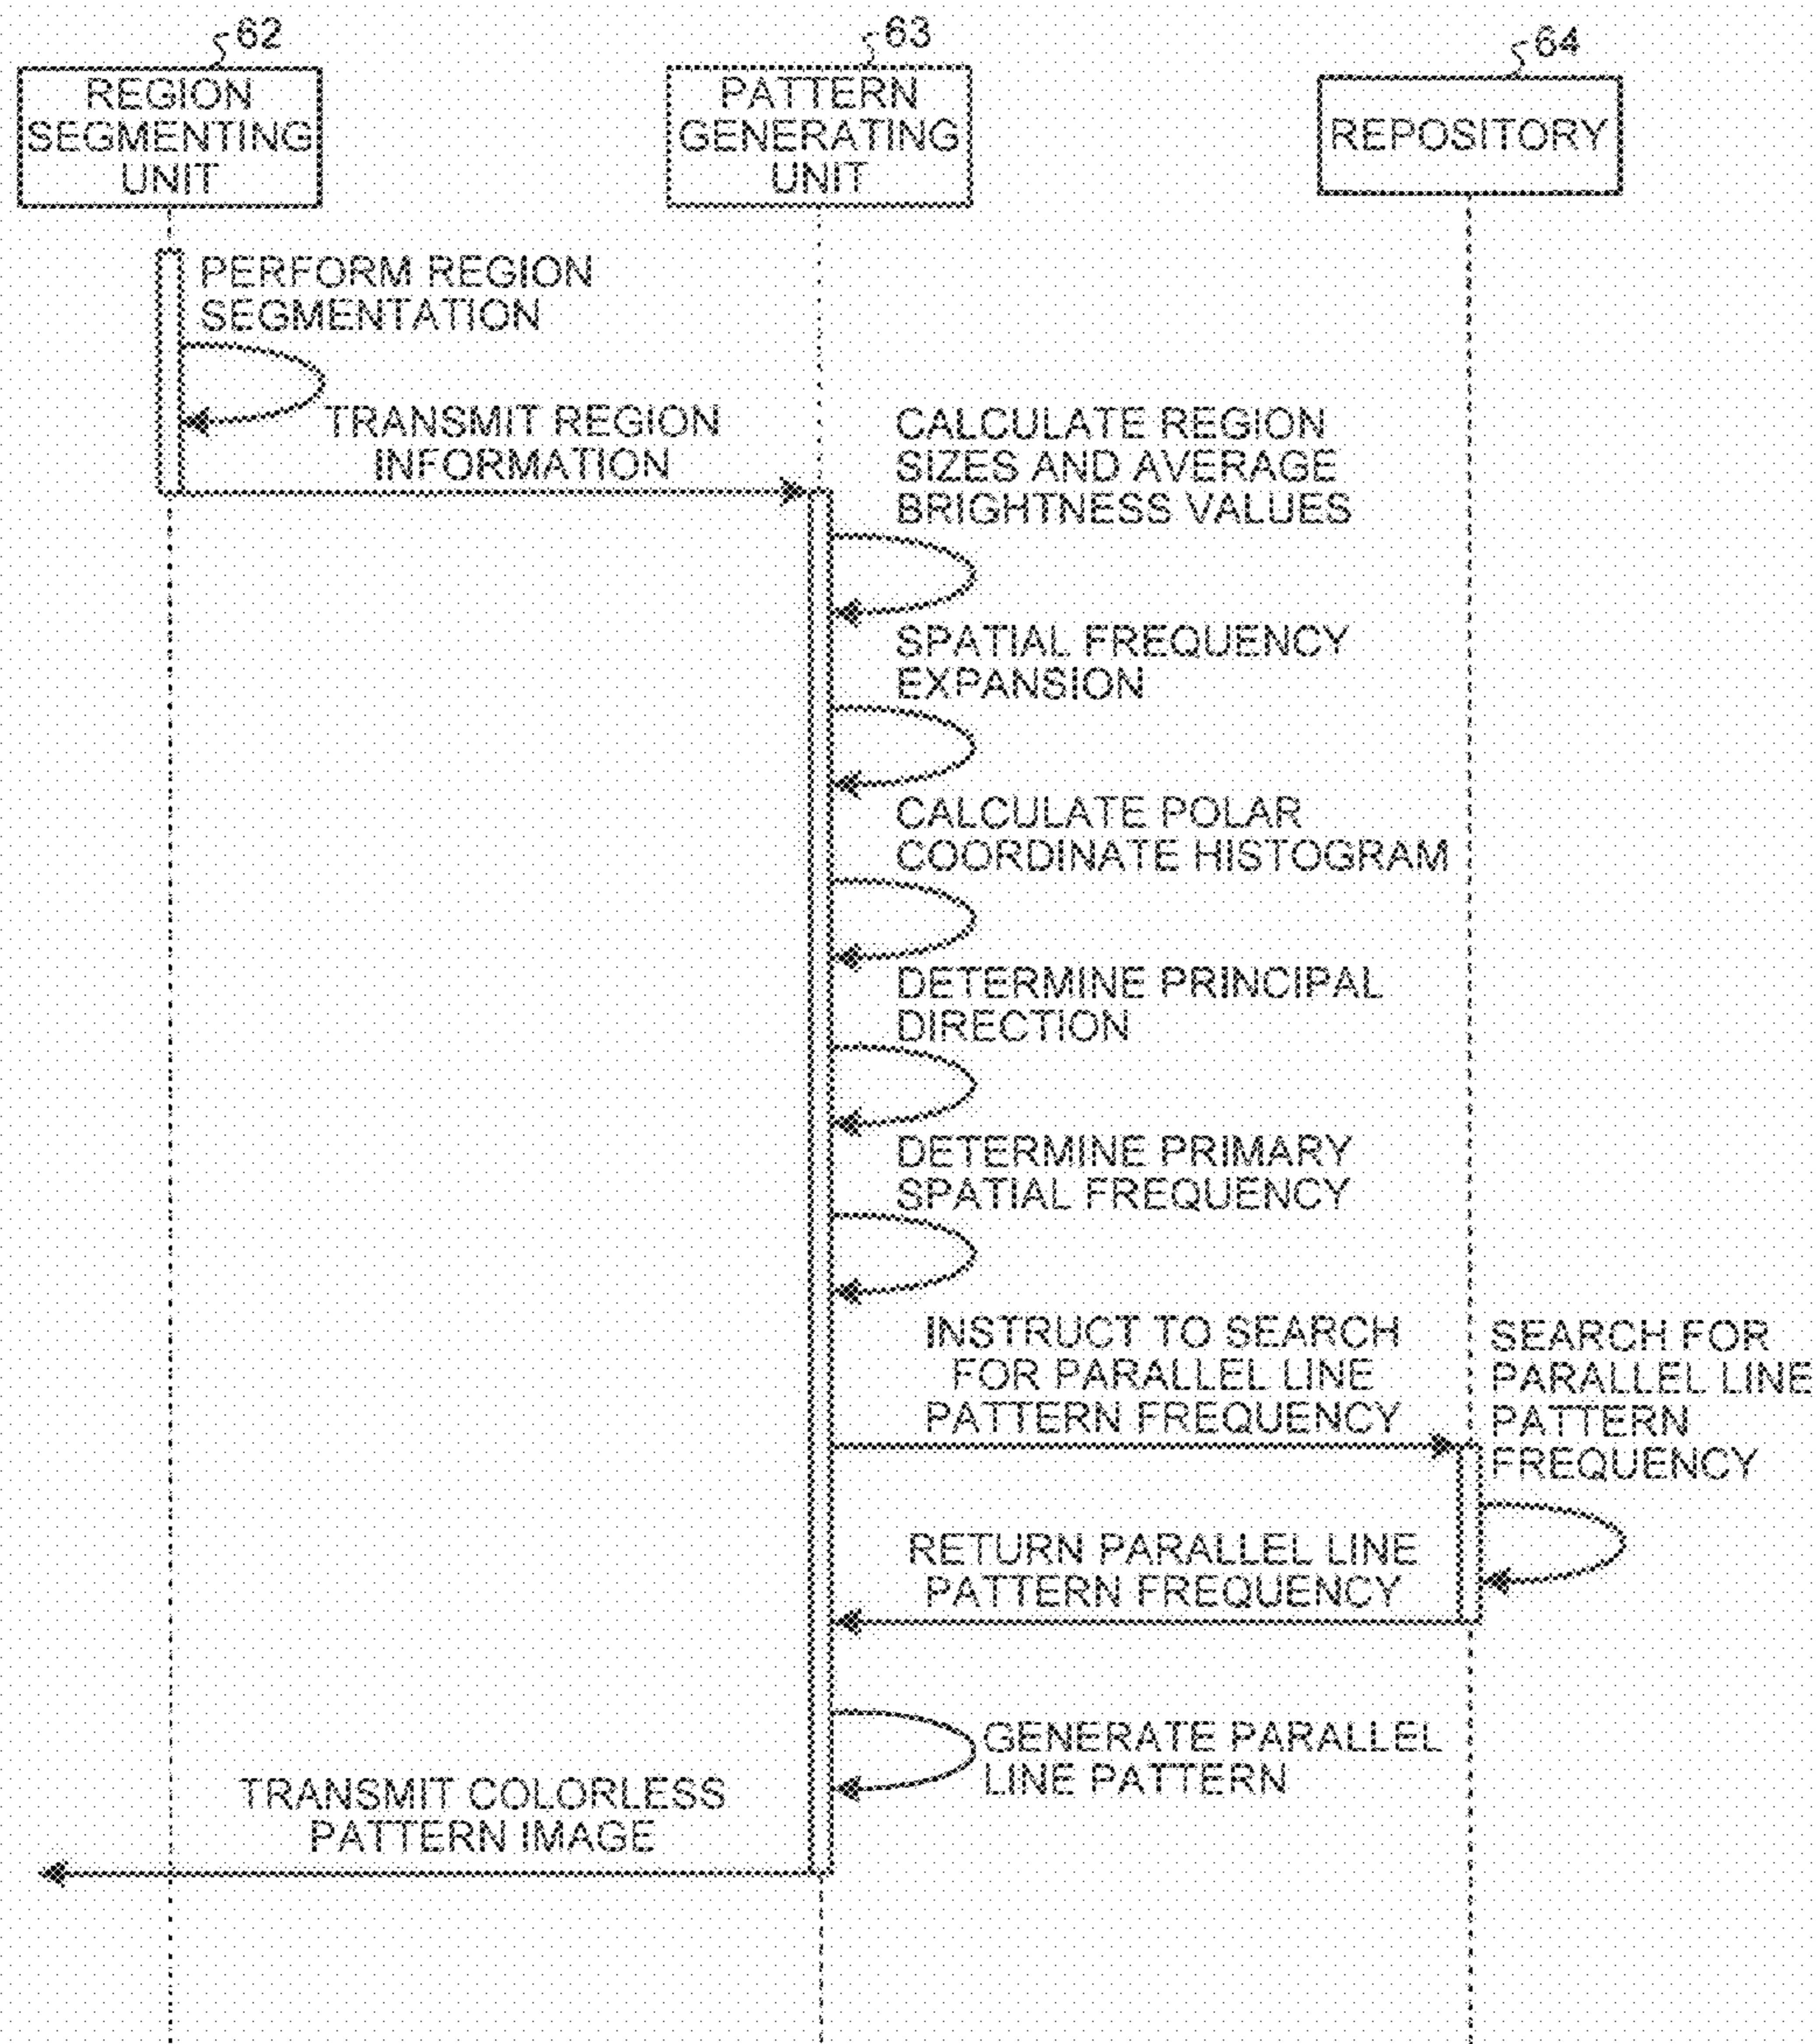 62
63
64
REGION
SEGMENTING
UNIT
PATTERN
GENERATING
UNIT
REPOSITORY
PERFORM REGION
SEGMENTATION
TRANSMIT REGION
INFORMATION
CALCULATE REGION
SIZES AND AVERAGE
BRIGHTNESS VALUES
SPATIAL FREQUENCY
EXPANSION
CALCULATE POLAR
COORDINATE HISTOGRAM
DETERMINE PRINCIPAL
DIRECTION
DETERMINE PRIMARY
SPATIAL FREQUENCY
INSTRUCT TO SEARCH
FOR PARALLEL LINE
PATTERN FREQUENCY
SEARCH FOR
PARALLEL LINE
PATTERN
FREQUENCY
RETURN PARALLEL LINE
PATTERN FREQUENCY
GENERATE PARALLEL
LINE PATTERN
TRANSMIT COLORLESS
PATTERN IMAGE